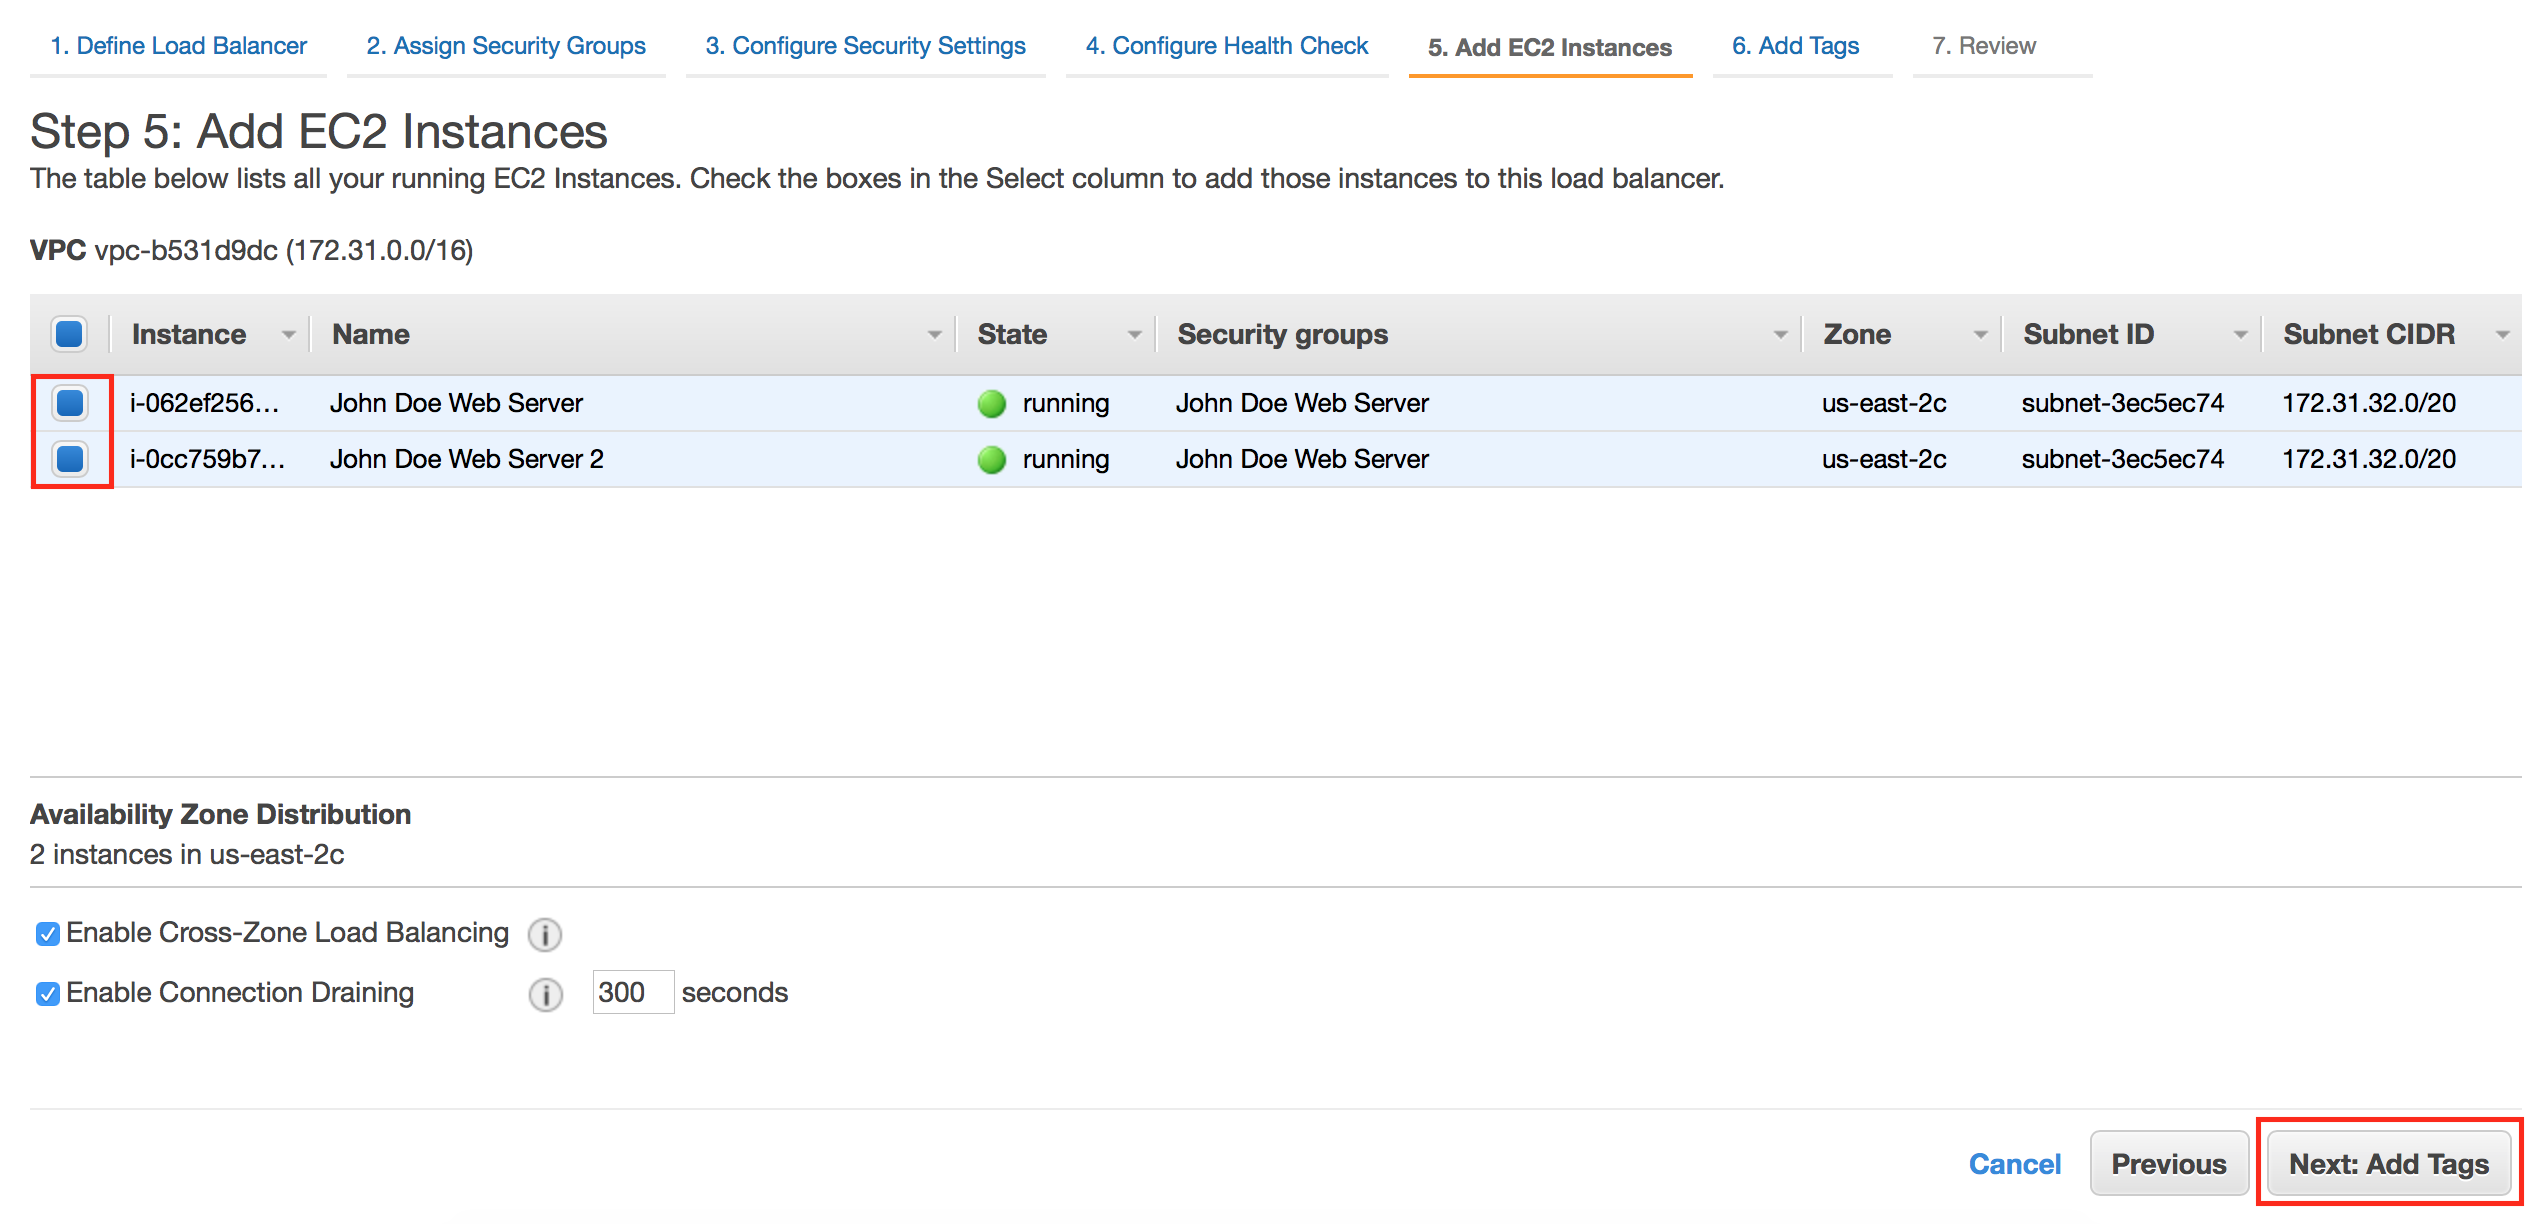 1. Define Load Balancer 2. Assign Security Groups 3. Configure Security Settings 4. Configure Health Check 5. Add EC2 Instances 6. Add Tags 7. Review
Step 5: Add EC2 Instances
The table below lists all your running EC2 Instances. Check the boxes in the Select column to add those instances to this load balancer.
VPC vpc-b531d9dc (172.31.0.0/16)
Instance Name State Security groups Zone Subnet ID Subnet CIDR
i-062ef256... John Doe Web Server running John Doe Web Server us-east-2c subnet-3ec5ec74 172.31.32.0/20
i-0cc759b7... John Doe Web Server 2 running John Doe Web Server us-east-2c subnet-3ec5ec74 172.31.32.0/20
Availability Zone Distribution
2 instances in us-east-2c
Enable Cross-Zone Load Balancing i
Enable Connection Draining i 300 seconds
Cancel Previous Next: Add Tags